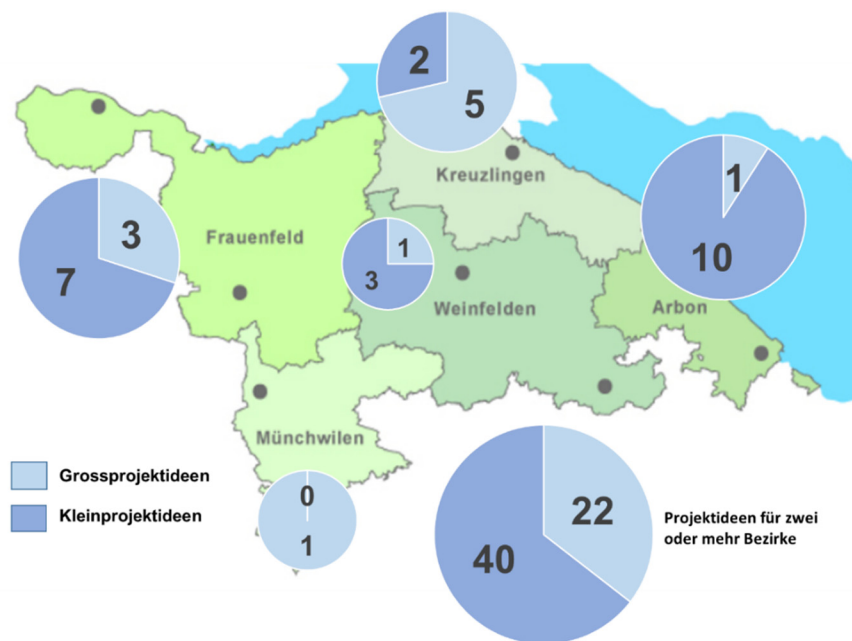 2
5
Kreuzlingen
1
10
3
7
Frauenfeld
1
3
Weinfelden
Arbon
Münchwilen
Grossprojektideen
Kleinprojektideen
0
1
22
40
Projektideen für zwei
oder mehr Bezirke